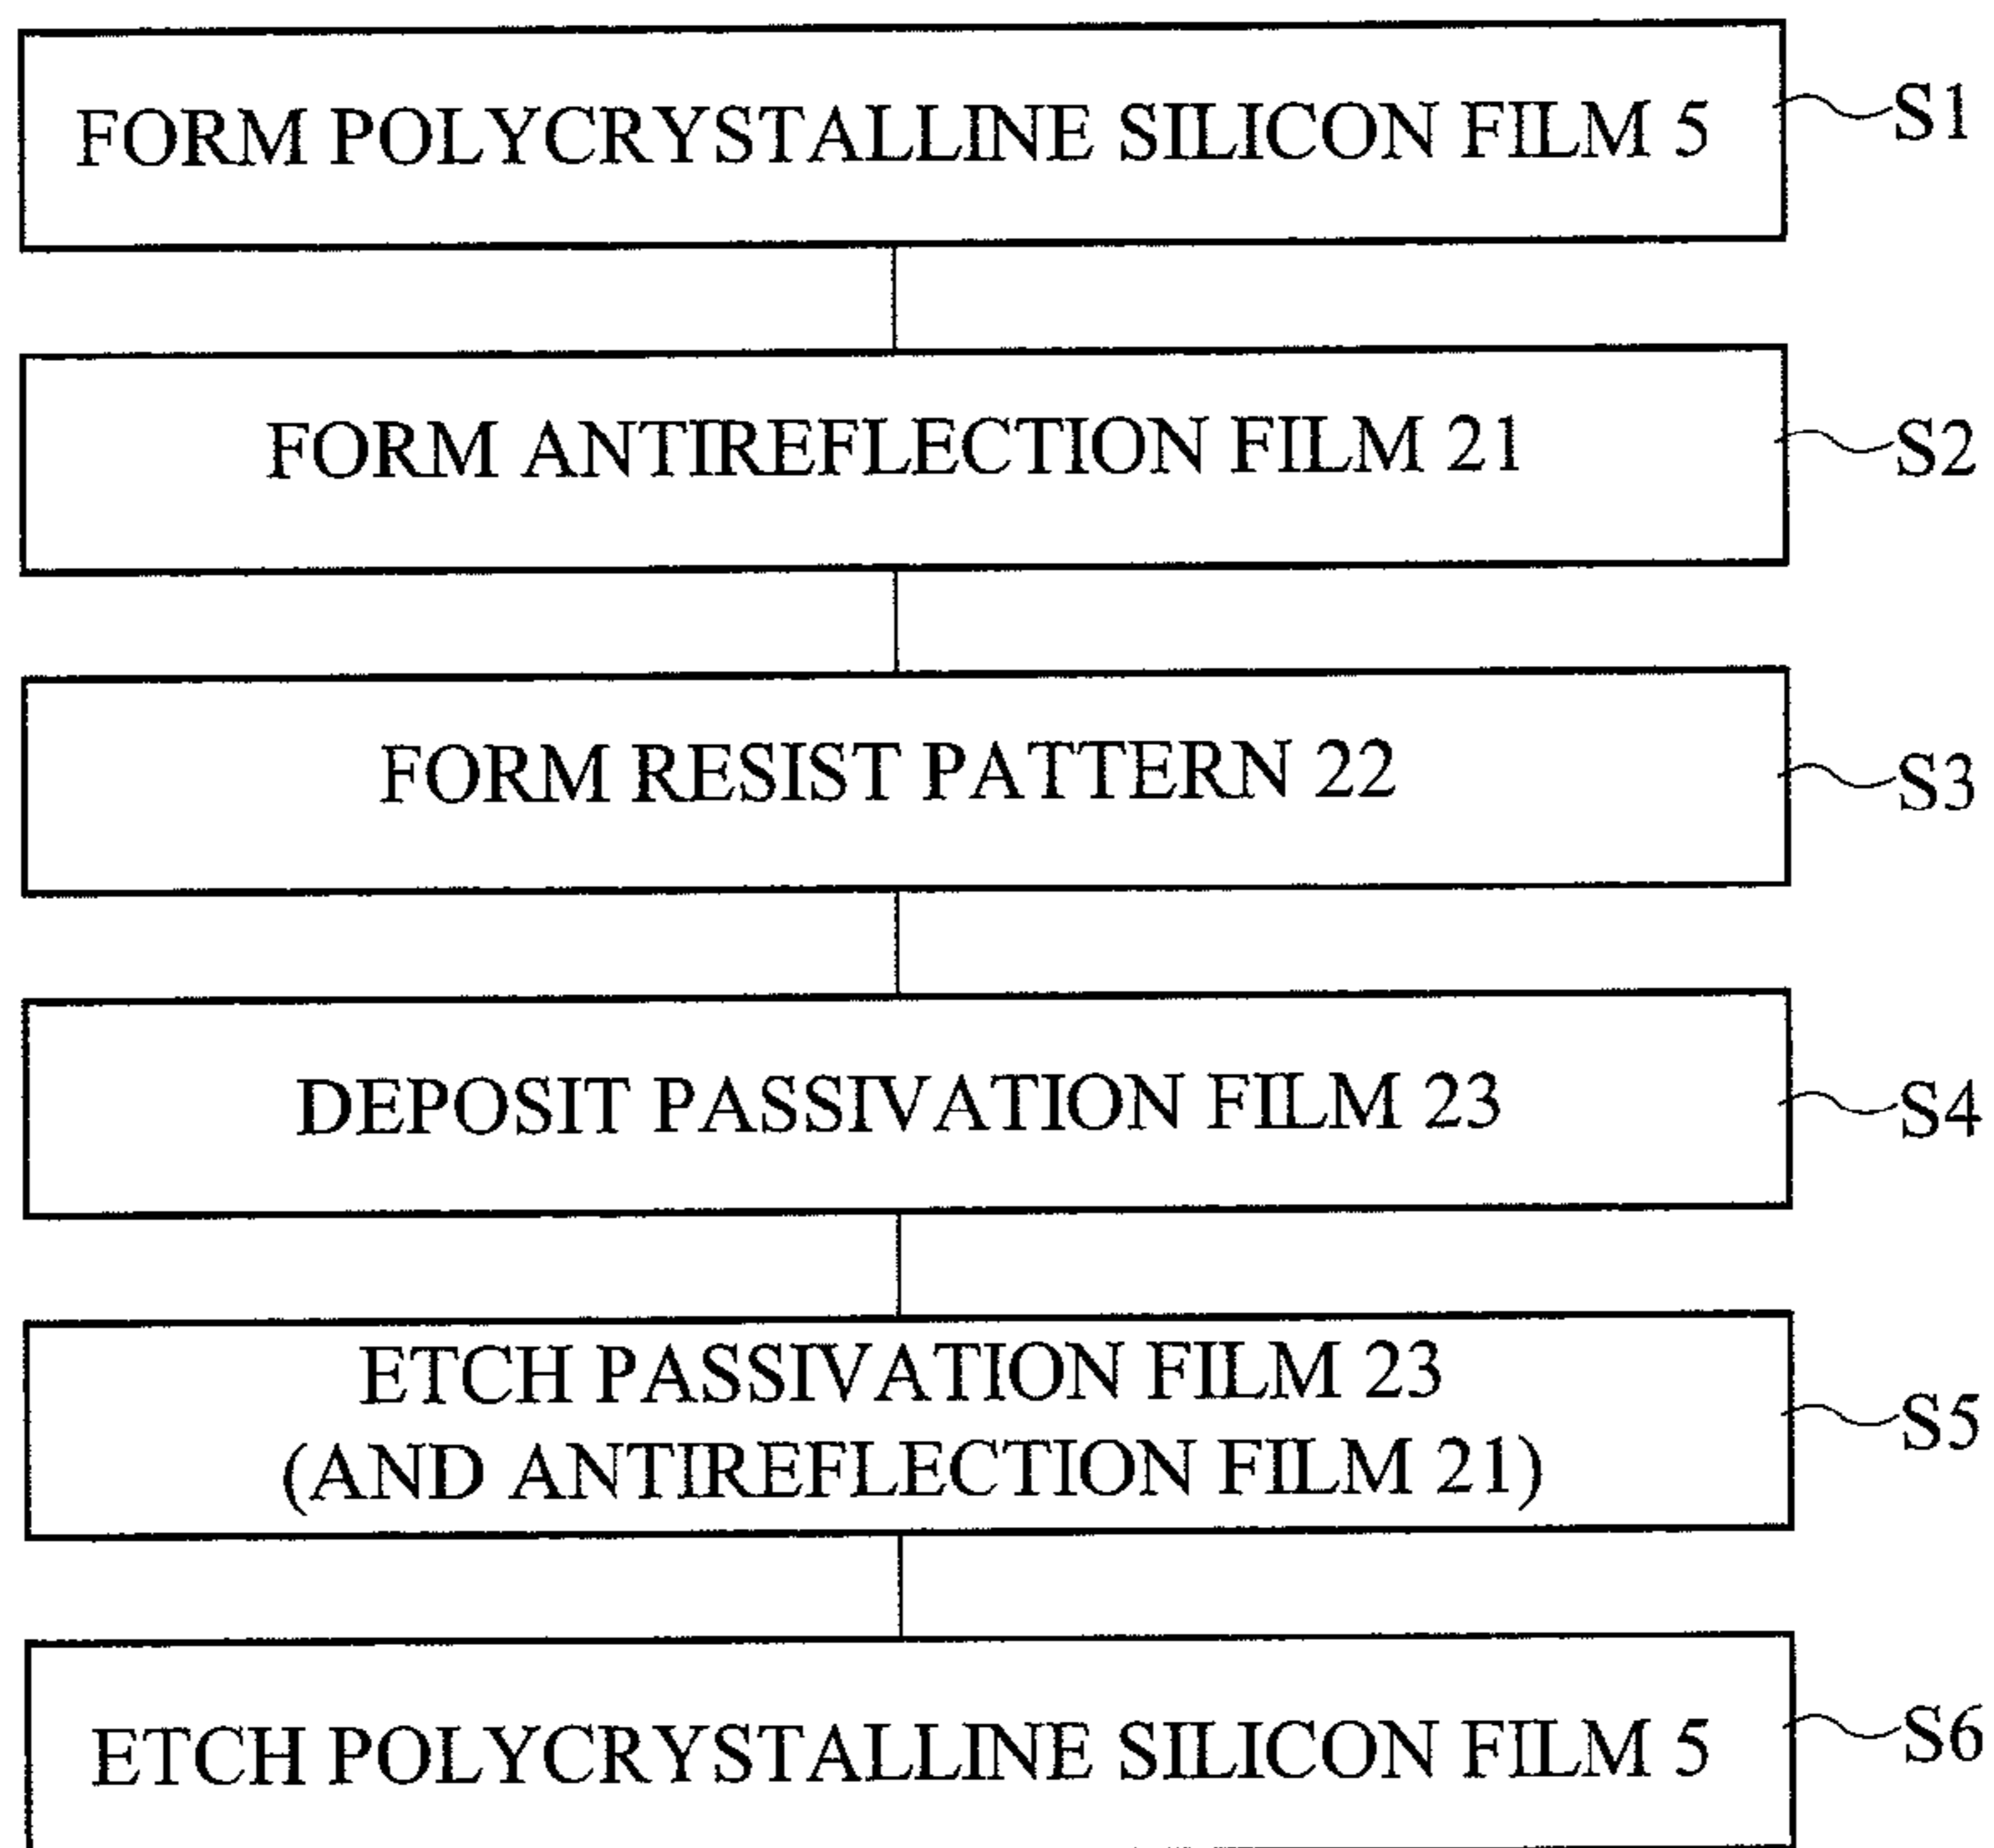 FORM POLYCRYSTALLINE SILICON FILM 5
S1
FORM ANTIREFLECTION FILM 21
S2
FORM RESIST PATTERN 22
S3
DEPOSIT PASSIVATION FILM 23
S4
ETCH PASSIVATION FILM 23
(AND ANTIREFLECTION FILM 21)
S5
ETCH POLYCRYSTALLINE SILICON FILM 5
S6